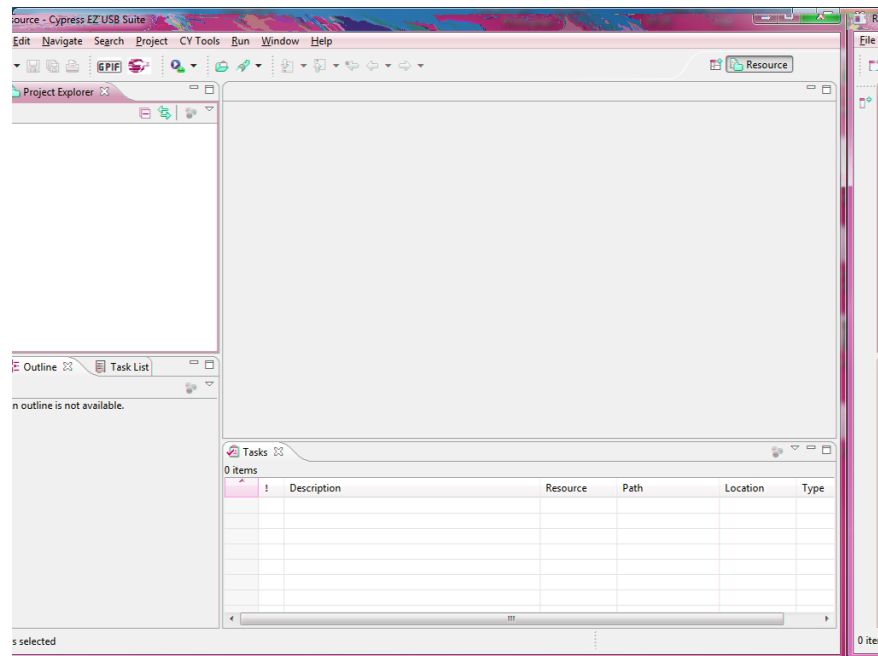 source - Cypress EZ USB Suite
Edit Navigate Search Project CY Tools Run Window Help
File
GPIF
Resource
Project Explorer
Outline Task List
n outline is not available.
Tasks
0 items
! Description Resource Path Location Type
s selected
0 ite